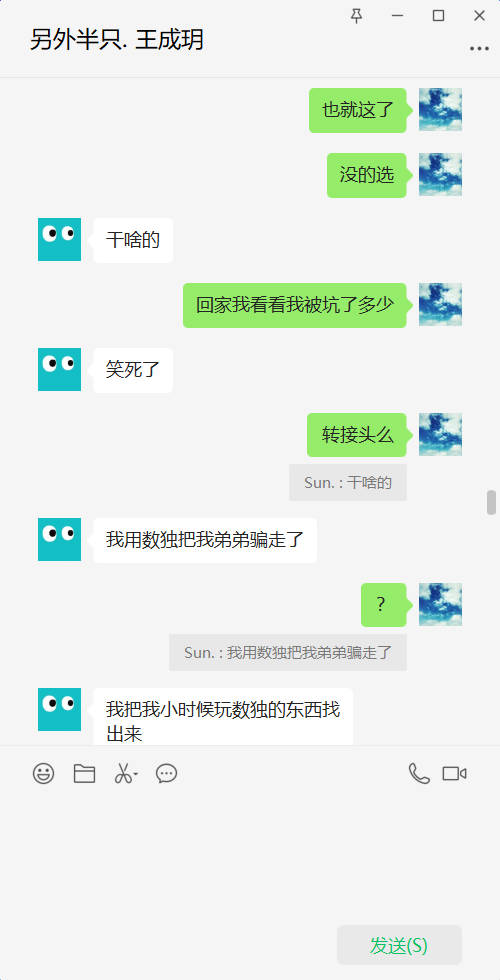 另外半只. 王成玥
也就这了
没的选
干啥的
回家我看看我被坑了多少
笑死了
转接头么
Sun. : 干啥的
我用数独把我弟弟骗走了
？
Sun. : 我用数独把我弟弟骗走了
我把我小时候玩数独的东西找
出来
发送(S)